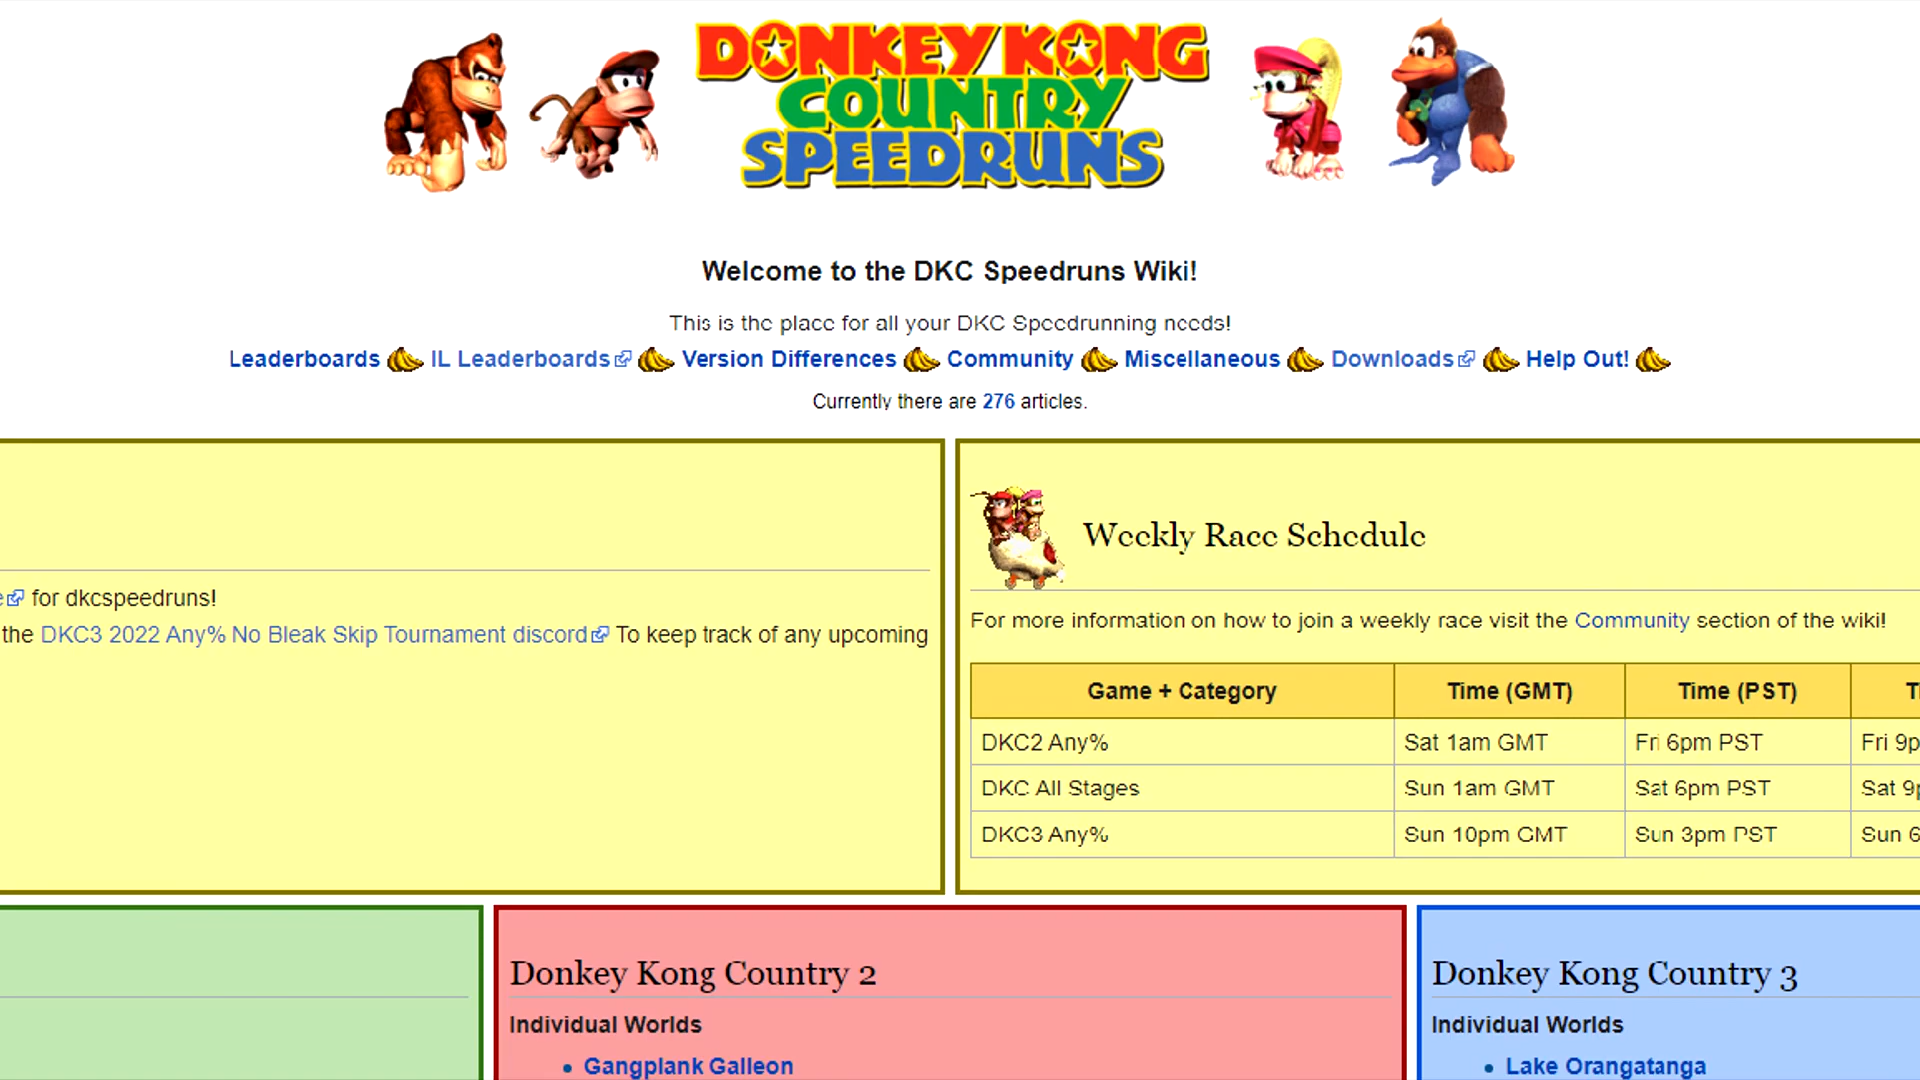 DONKEY KONG
COUNTRY
SPEEDRUNS
Welcome to the DKC Speedruns Wiki!
This is the place for all your DKC Speedrunning needs!
Leaderboards IL Leaderboards Version Differences Community Miscellaneous Downloads Help Out!
Currently there are 276 articles.
for dkcspeedruns!
the DKC3 2022 Any% No Bleak Skip Tournament discord To keep track of any upcoming
Weekly Race Schedule
For more information on how to join a weekly race visit the Community section of the wiki!
Game + Category Time (GMT) Time (PST)
DKC2 Any% Sat 1am GMT Fri 6pm PST Fri 9p
DKC All Stages Sun 1am GMT Sat 6pm PST Sat 9p
DKC3 Any% Sun 10pm GMT Sun 3pm PST Sun 6
Donkey Kong Country 2
Individual Worlds
• Gangplank Galleon
Donkey Kong Country 3
Individual Worlds
• Lake Orangatanga